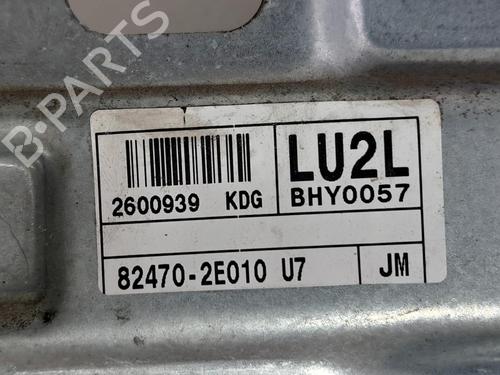 B-PARTS
LU2L
2600939 KDG
BHY0057
82470-2E010 U7
JM